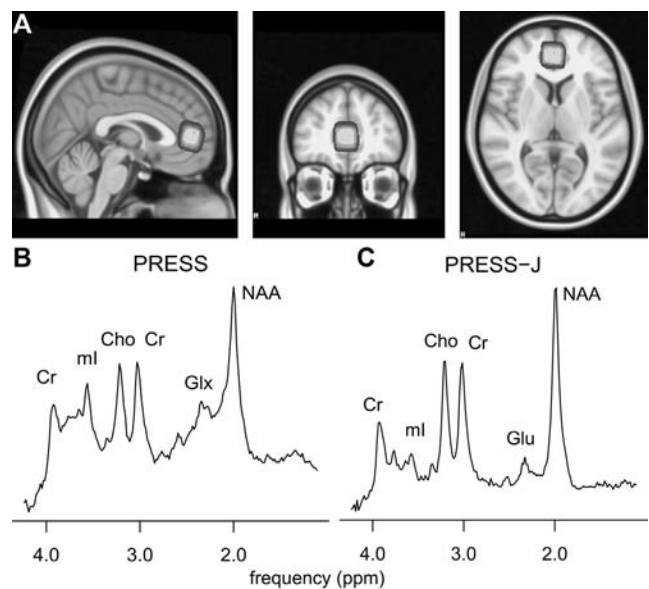 A
B
PRESS
C
PRESS−J
Cr
mI
Cho
Cr
Glx
NAA
Cr
mI
Cho
Cr
Glu
NAA
4.0
3.0
2.0
4.0
3.0
2.0
frequency (ppm)